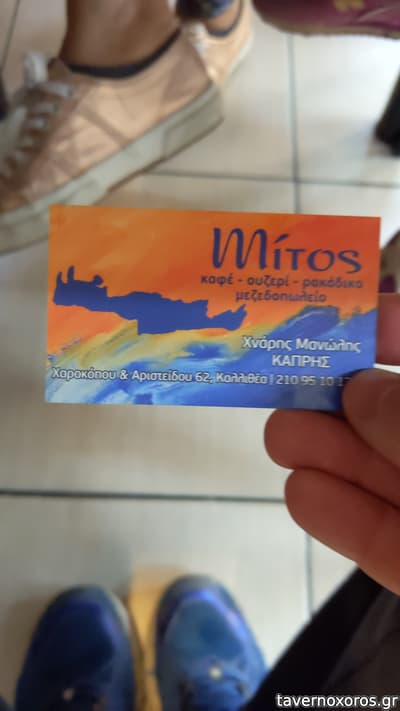 Μίτος
καφέ - ουζερί - ρακάδικο
μεζεδοπωλείο
Χνάρης Μανώλης
ΚΑΠΡΗΣ
Χαροκόπου & Αριστείδου 62, Καλλιθέα | 210 95 10
tavernoxoros.gr